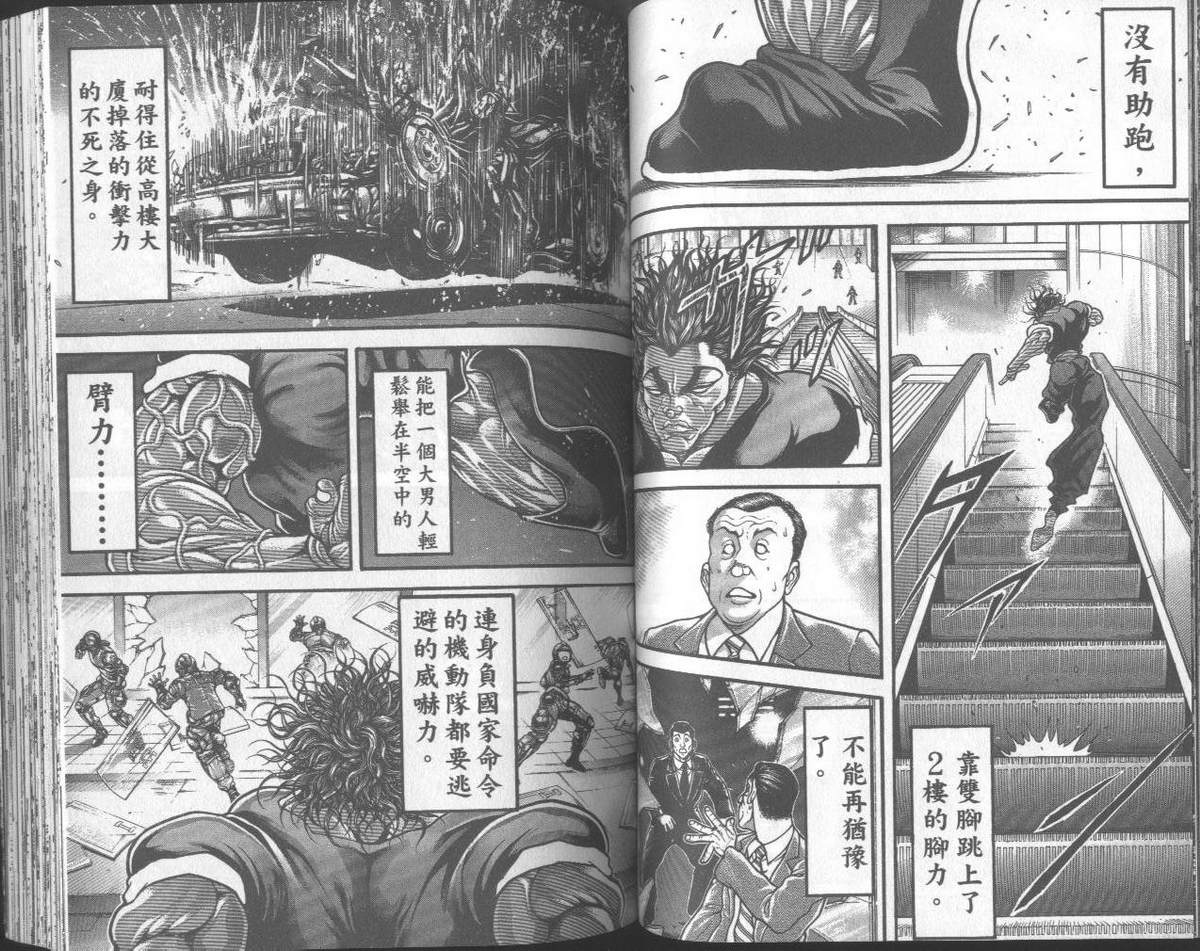 沒有助跑，
靠雙腳跳上了
2樓的腳力。
不能再猶豫
了。
耐得住從高樓大
廈掉落的衝擊力
的不死之身。
能把一個大男人輕
鬆舉在半空中的
臂力………
連身負國家命令
的機動隊都要逃
避的威嚇力。